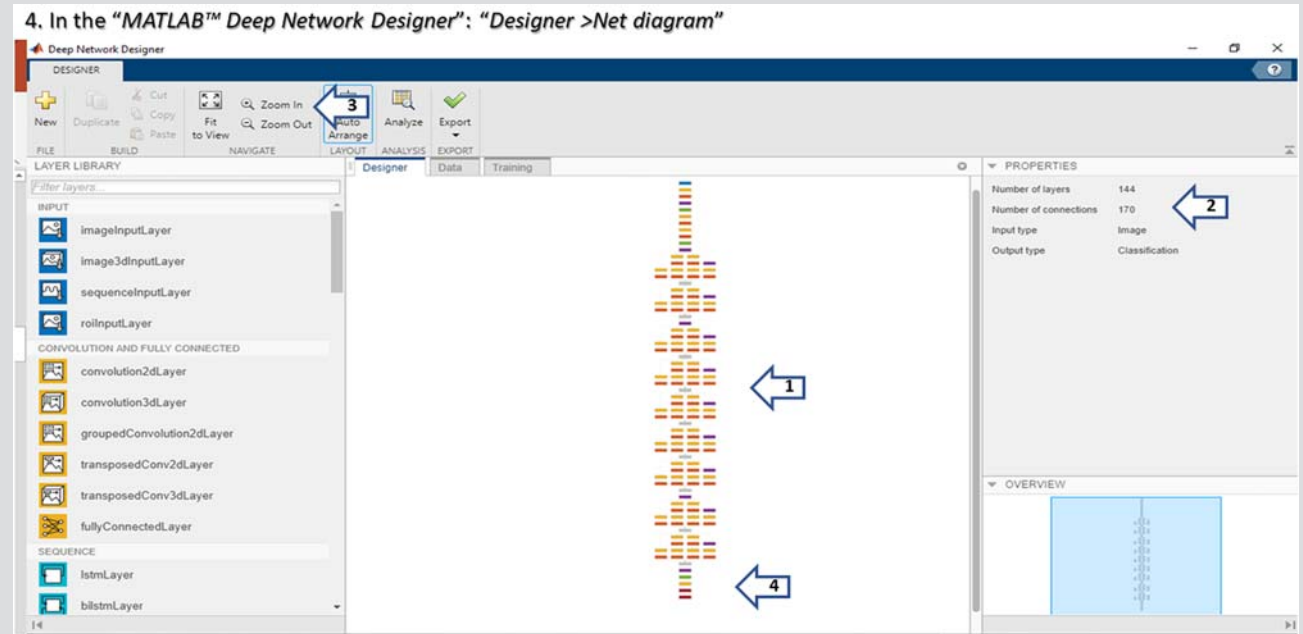 4. In the “MATLAB™ Deep Network Designer”: “Designer >Net diagram”
Deep Network Designer
DESIGNER
?
New
Duplicate
Cut
Copy
Paste
Fit
to View
Zoom In
Zoom Out
3
Auto
Arrange
Analyze
Export
FILE
BUILD
NAVIGATE
LAYOUT
ANALYSIS
EXPORT
LAYER LIBRARY
Filter layers...
INPUT
imageInputLayer
image3dInputLayer
sequenceInputLayer
roiInputLayer
CONVOLUTION AND FULLY CONNECTED
convolution2dLayer
convolution3dLayer
groupedConvolution2dLayer
transposedConv2dLayer
transposedConv3dLayer
fullyConnectedLayer
SEQUENCE
lstmLayer
bilstmLayer
Designer
Data
Training
1
4
PROPERTIES
Number of layers 144
Number of connections 170
Input type Image
Output type Classification
2
OVERVIEW